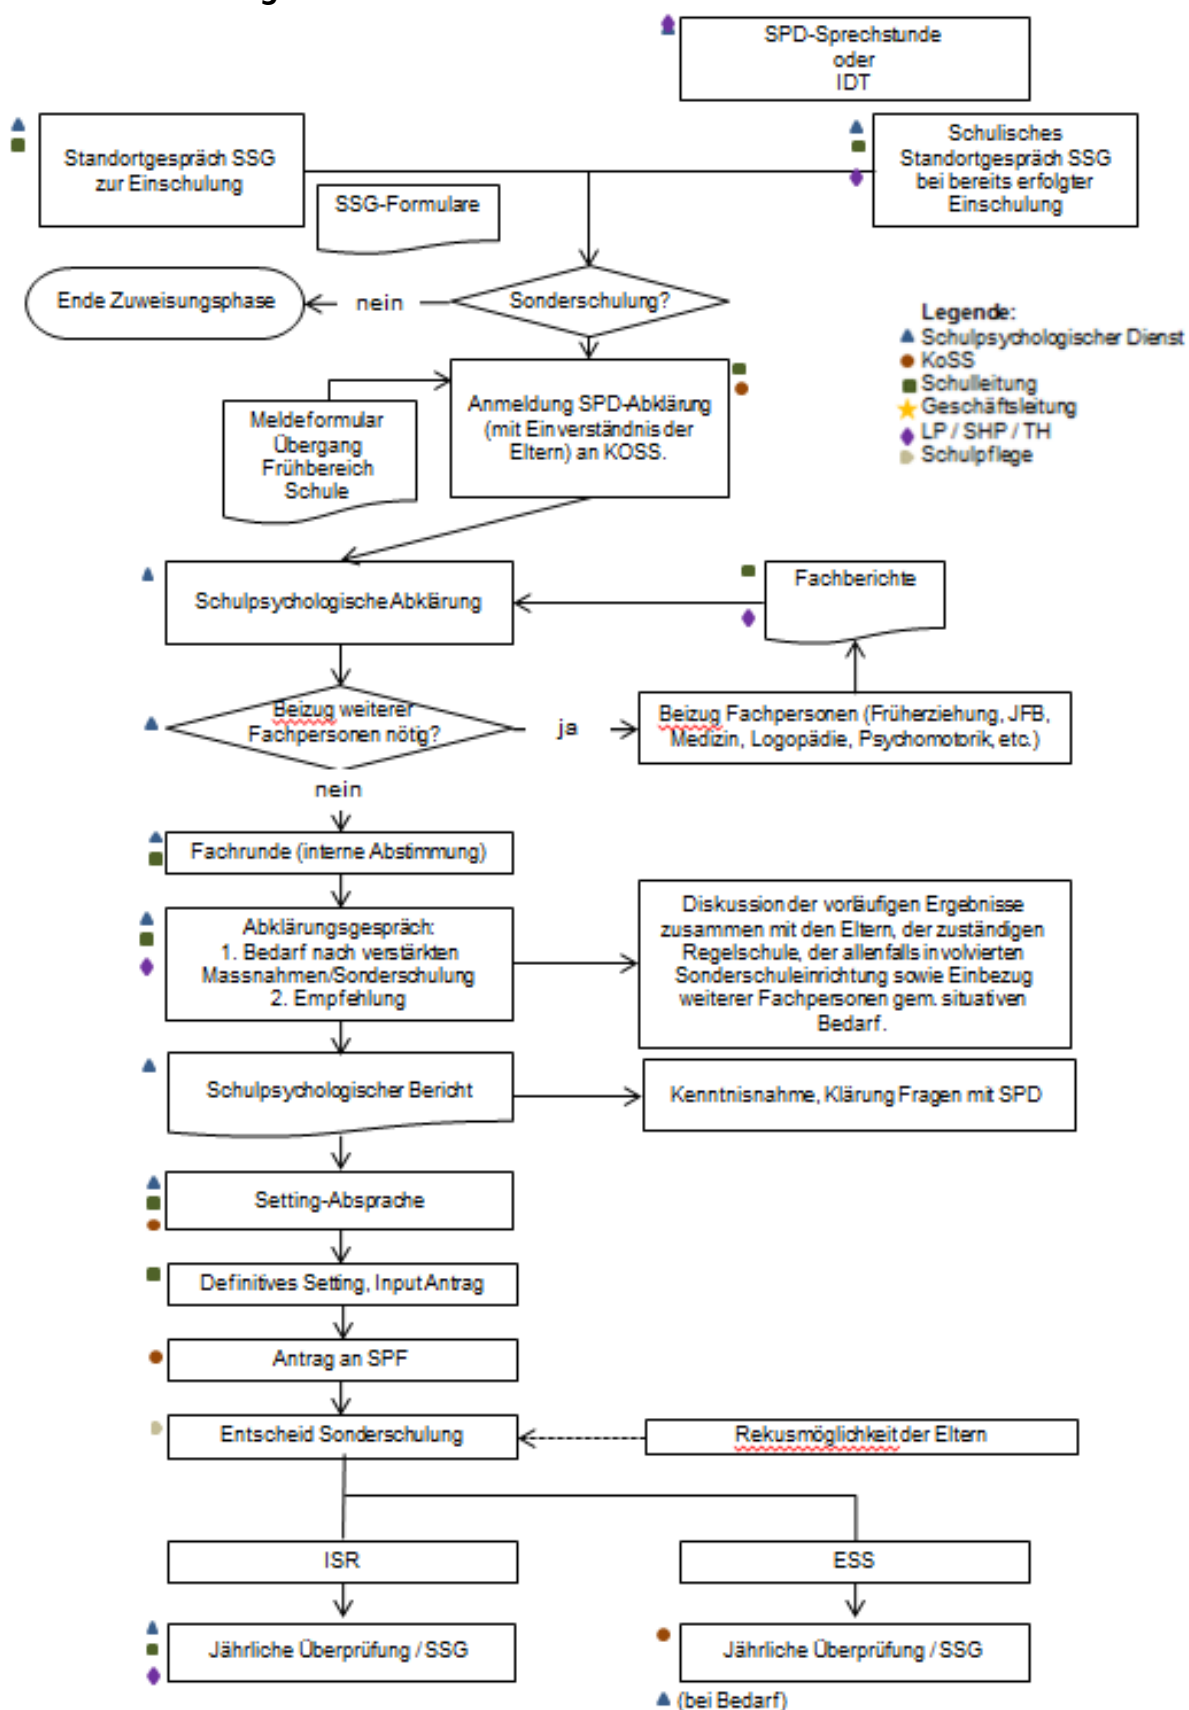 SPD-Sprechstunde
oder
IDT
Standortgespräch SSG
zur Einschulung
Schulisches
Standortgespräch SSG
bei bereits erfolgter
Einschulung
SSG-Formulare
Ende Zuweisungsphase
nein
Sonderschulung?
Legende:
Schulpsychologischer Dienst
KoSS
Schulleitung
Geschäftsleitung
LP / SHP / TH
Schulpflege
Meldeformular
Übergang
Frühbereich
Schule
Anmeldung SPD-Abklärung
(mit Einverständnis der
Eltern) an KOSS.
Schulpsychologische Abklärung
Fachberichte
Beizug weiterer
Fachpersonen nötig?
ja
Beizug Fachpersonen (Früherziehung, JFB,
Medizin, Logopädie, Psychomotorik, etc.)
nein
Fachrunde (interne Abstimmung)
Abklärungsgespräch:
1. Bedarf nach verstärkten
Massnahmen/Sonderschulung
2. Empfehlung
Diskussion der vorläufigen Ergebnisse
zusammen mit den Eltern, der zuständigen
Regelschule, der allenfalls involvierten
Sonderschuleinrichtung sowie Einbezug
weiterer Fachpersonen gem. situativen
Bedarf.
Schulpsychologischer Bericht
Kenntnisnahme, Klärung Fragen mit SPD
Setting-Absprache
Definitives Setting, Input Antrag
Antrag an SPF
Entscheid Sonderschulung
Rekusmöglichkeit der Eltern
ISR
ESS
Jährliche Überprüfung / SSG
Jährliche Überprüfung / SSG
(bei Bedarf)